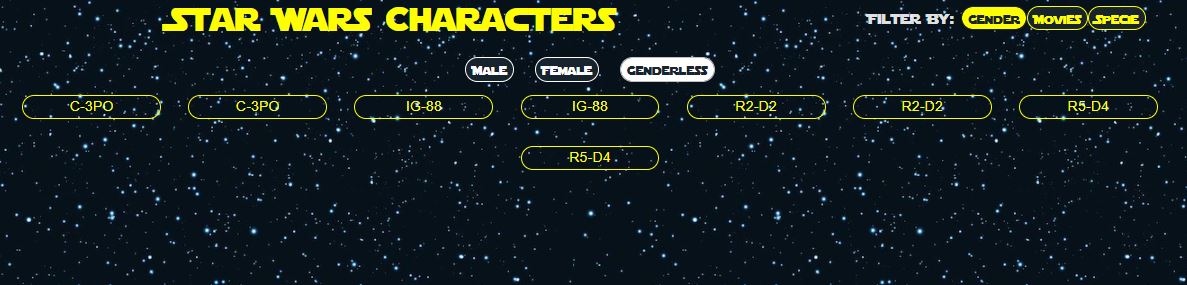 Star Wars Characters
Filter By: Gender Movies Specie
Male Female Genderless
C-3PO C-3PO IG-88 IG-88 R2-D2 R2-D2 R5-D4
R5-D4